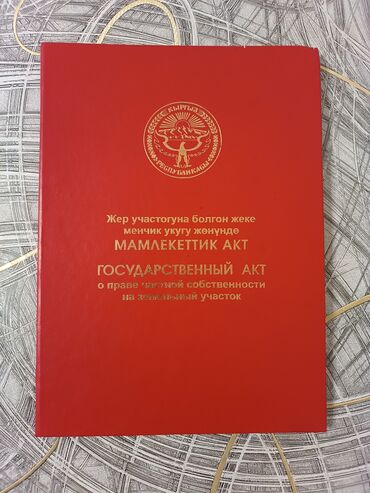 КЫРГЫЗ
РЕСПУБЛИКАСЫ
Жер участогуна болгон жеке
менчик укугу жөнүндө
МАМЛЕКЕТТИК АКТ
ГОСУДАРСТВЕННЫЙ АКТ
о праве частной собственности
на земельный участок